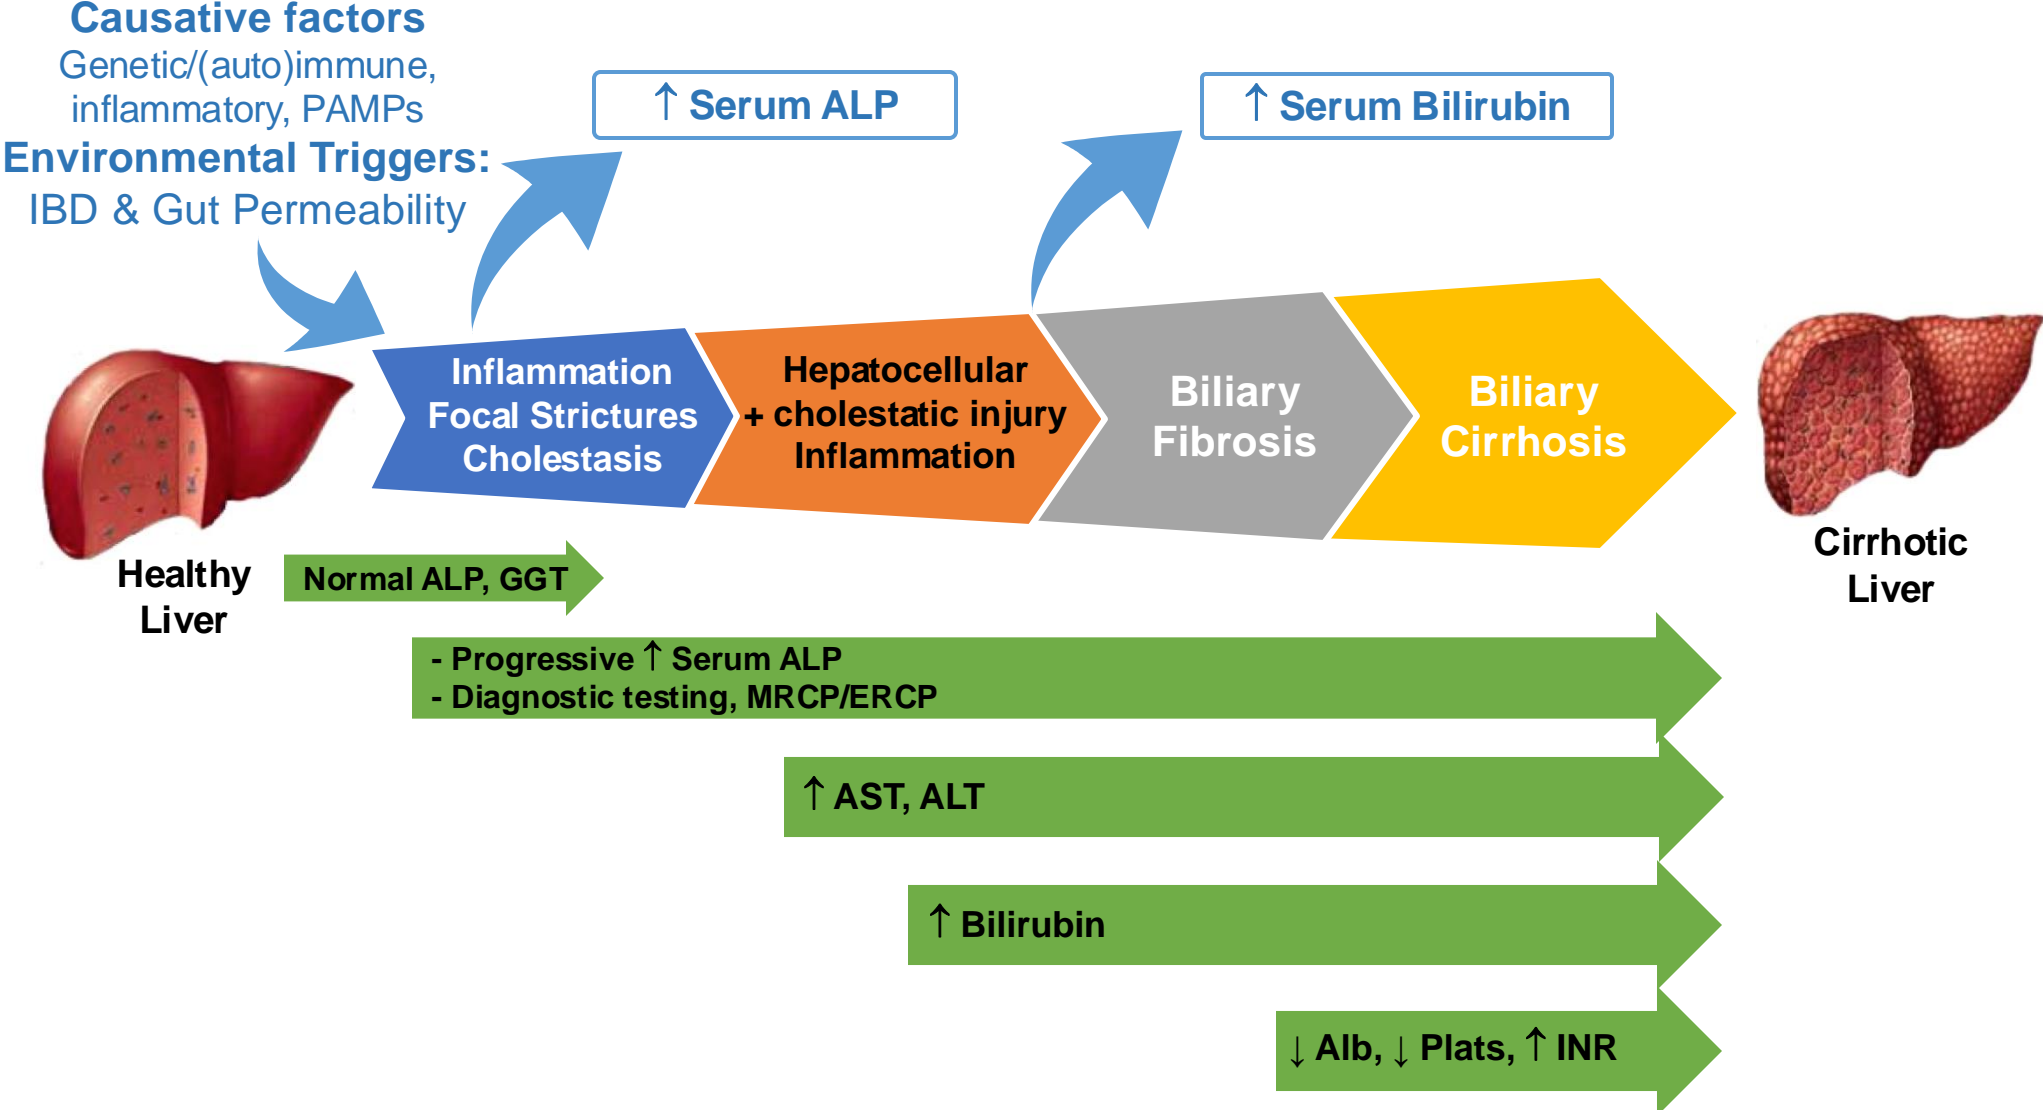 Causative factors
Genetic/(auto)immune,
inflammatory, PAMPs
Environmental Triggers:
IBD & Gut Permeability
↑ Serum ALP
↑ Serum Bilirubin
Inflammation
Focal Strictures
Cholestasis
Hepatocellular
+ cholestatic injury
Inflammation
Biliary
Fibrosis
Biliary
Cirrhosis
Healthy
Liver
Cirrhotic
Liver
Normal ALP, GGT
- Progressive ↑ Serum ALP
- Diagnostic testing, MRCP/ERCP
↑ AST, ALT
↑ Bilirubin
↓ Alb, ↓ Plats, ↑ INR